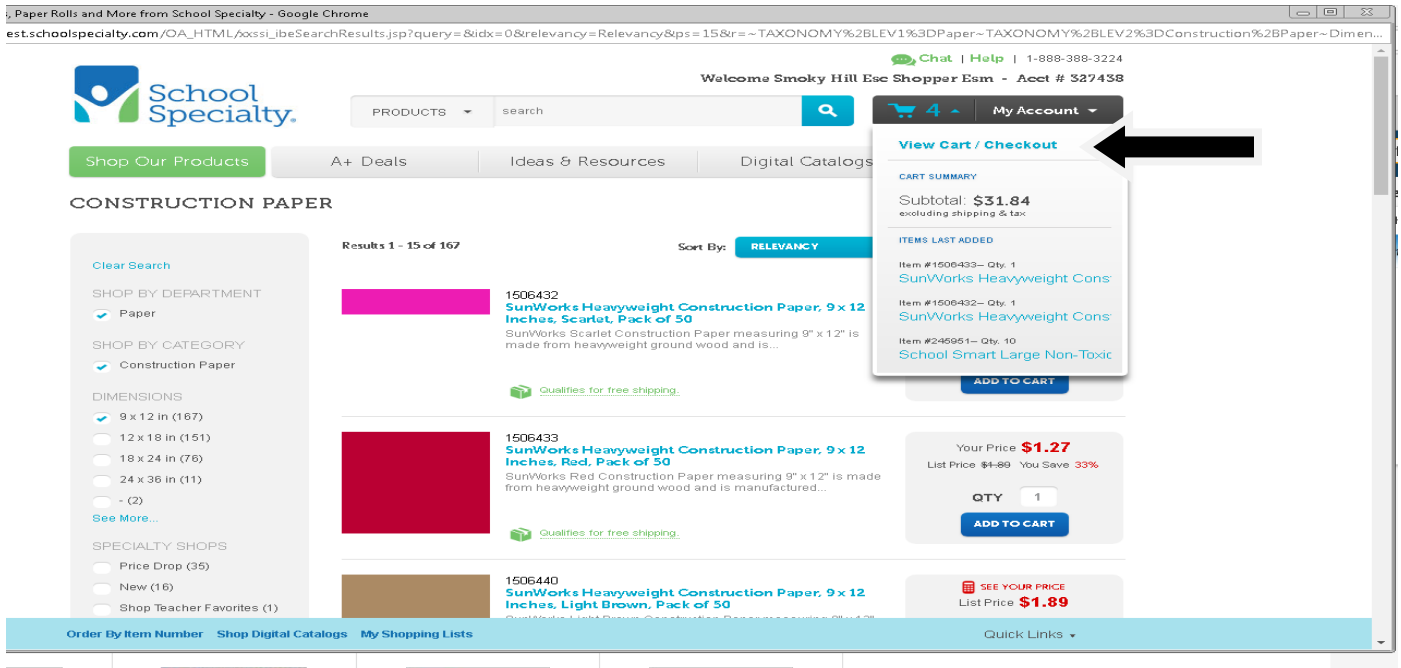 , Paper Rolls and More from School Specialty - Google Chrome
est.schoolspecialty.com/OA_HTML/xxssi_ibeSearchResults.jsp?query=&idx=0&relevancy=Relevancy&ps=15&r=~TAXONOMY%2BLEV1%3DPaper~TAXONOMY%2BLEV2%3DConstruction%2BPaper~Dimen...
Chat | Help | 1-888-388-3224
Welcome Smoky Hill Esc Shopper Esm - Acct # 327438
School
Specialty.
PRODUCTS search 4 My Account
Shop Our Products A+ Deals Ideas & Resources Digital Catalogs
View Cart / Checkout
CART SUMMARY
Subtotal: $31.84
excluding shipping & tax
ITEMS LAST ADDED
Item #1506433-- Qty. 1
SunWorks Heavyweight Cons
Item #1506432-- Qty. 1
SunWorks Heavyweight Cons
Item #245951-- Qty. 10
School Smart Large Non-Toxic
CONSTRUCTION PAPER
Results 1 - 15 of 167 Sort By: RELEVANCY
Clear Search
SHOP BY DEPARTMENT
Paper
SHOP BY CATEGORY
Construction Paper
DIMENSIONS
9 x 12 in (167)
12 x 18 in (151)
18 x 24 in (76)
24 x 36 in (11)
- (2)
See More...
SPECIALTY SHOPS
Price Drop (35)
New (16)
Shop Teacher Favorites (1)
1506432
SunWorks Heavyweight Construction Paper, 9 x 12
Inches, Scarlet, Pack of 50
SunWorks Scarlet Construction Paper measuring 9" x 12" is
made from heavyweight ground wood and is...
Qualifies for free shipping.
ADD TO CART
1506433
SunWorks Heavyweight Construction Paper, 9 x 12
Inches, Red, Pack of 50
SunWorks Red Construction Paper measuring 9" x 12" is made
from heavyweight ground wood and is manufactured...
Qualifies for free shipping.
Your Price $1.27
List Price $1.89 You Save 33%
QTY 1
ADD TO CART
1506440
SunWorks Heavyweight Construction Paper, 9 x 12
Inches, Light Brown, Pack of 50
SunWorks Light Brown Construction Paper measuring 9" x 12"
SEE YOUR PRICE
List Price $1.89
Order By Item Number Shop Digital Catalogs My Shopping Lists Quick Links